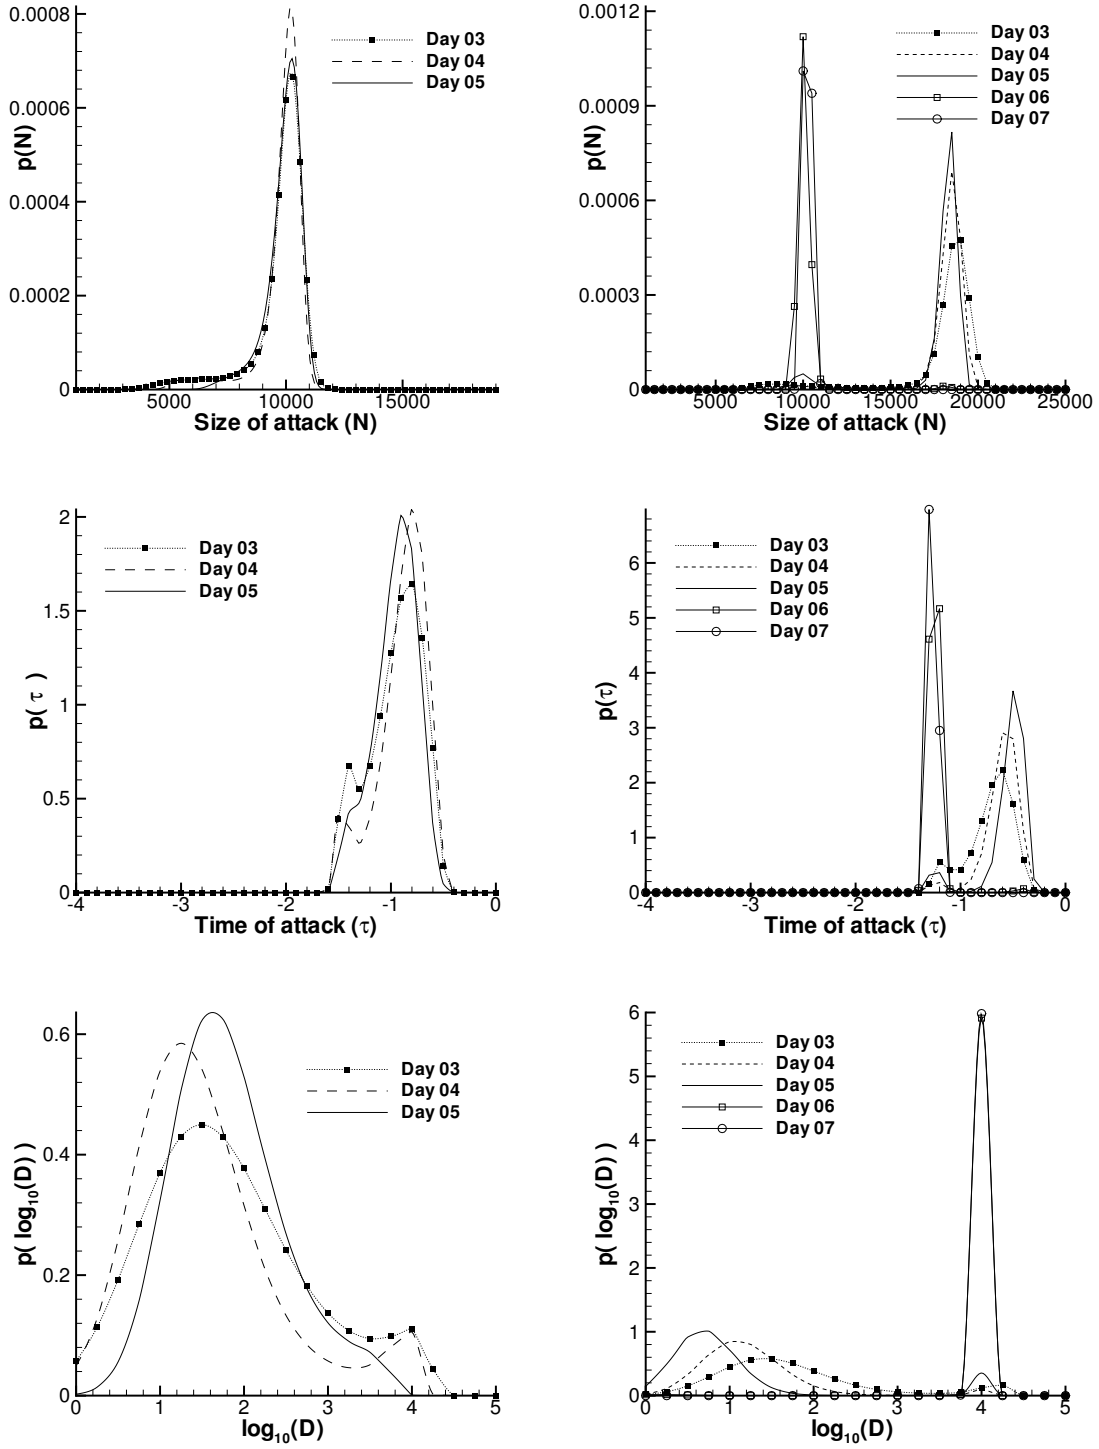 0.0008
Day 03
Day 04
Day 05
0.0006
p(N)
0.0004
0.0002
0
5000 10000 15000
Size of attack (N)
0.0012
Day 03
Day 04
Day 05
Day 06
Day 07
0.0009
p(N)
0.0006
0.0003
0
5000 10000 15000 20000 25000
Size of attack (N)
2
Day 03
Day 04
Day 05
1.5
p( τ )
1
0.5
0
-4 -3 -2 -1 0
Time of attack (τ)
Day 03
Day 04
Day 05
Day 06
Day 07
6
5
4
p(τ)
3
2
1
0
-4 -3 -2 -1 0
Time of attack (τ)
0.6
Day 03
Day 04
Day 05
0.4
p( log10(D) )
0.2
0
0 1 2 3 4 5
log10(D)
6
Day 03
Day 04
Day 05
Day 06
Day 07
5
4
p( log10(D) )
3
2
1
0
0 1 2 3 4 5
log10(D)